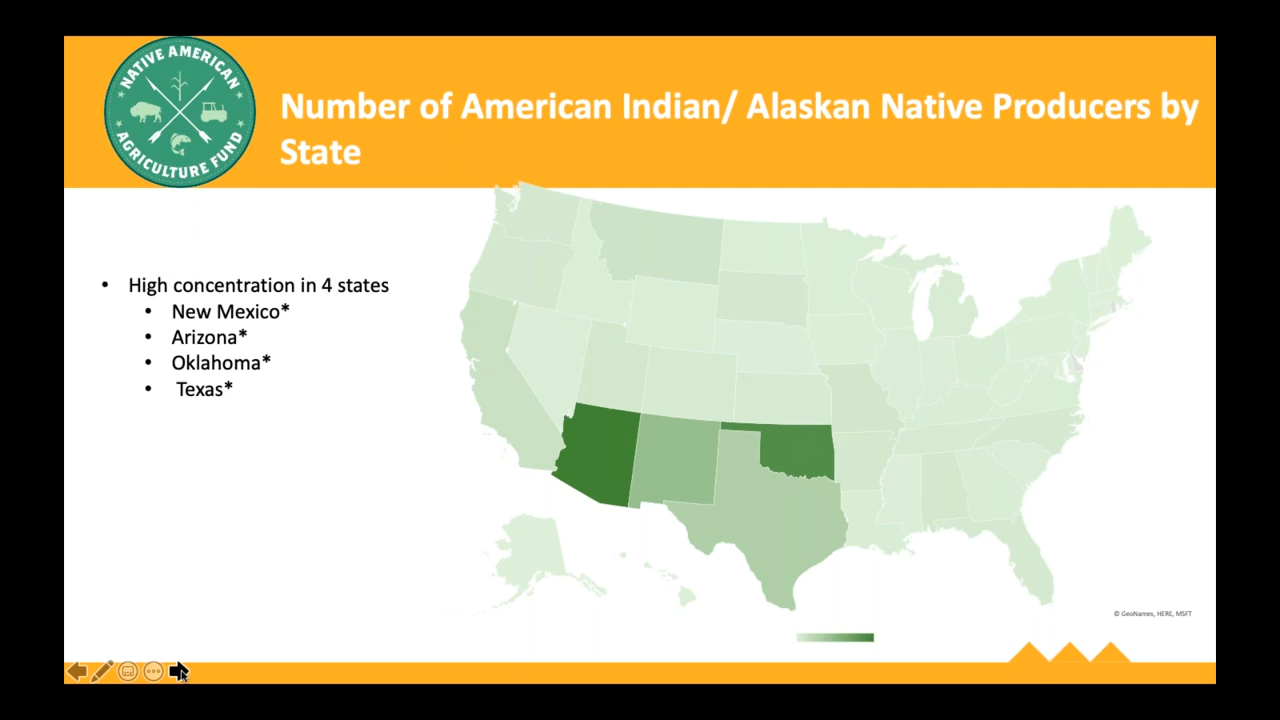 NATIVE AMERICAN
AGRICULTURE FUND
Number of American Indian/ Alaskan Native Producers by
State
• High concentration in 4 states
• New Mexico*
• Arizona*
• Oklahoma*
• Texas*
© GeoNames, HERE, MSFT